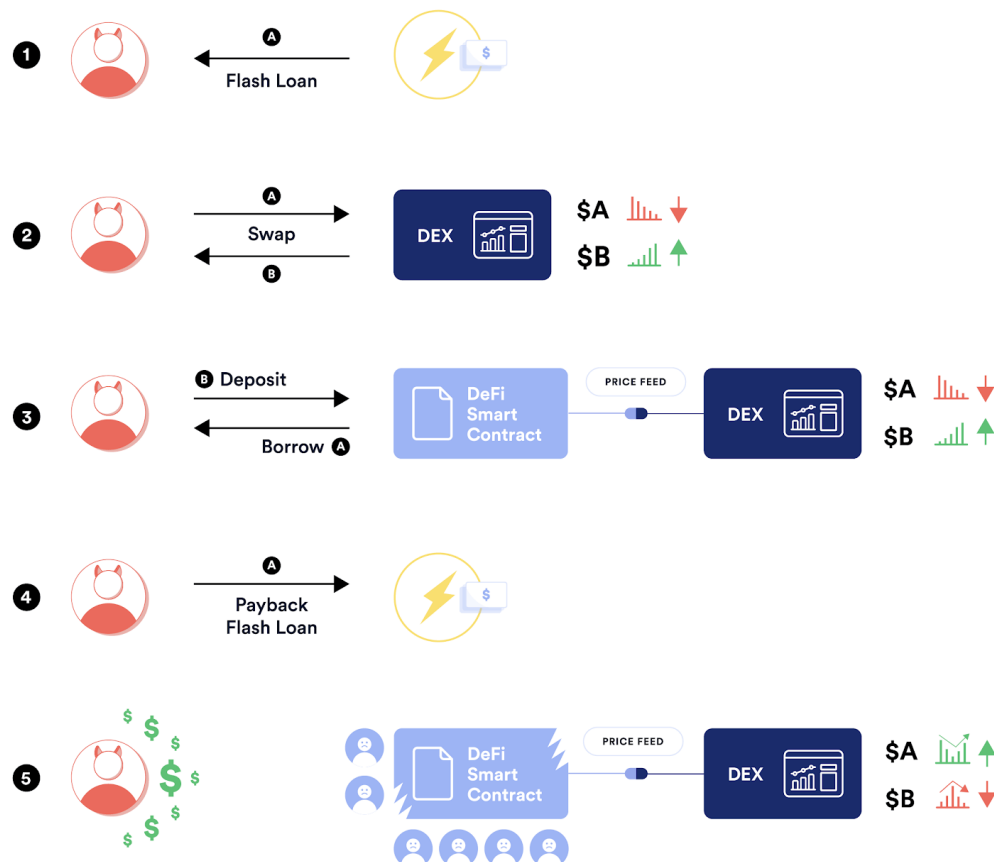 1
A
Flash Loan
$
2
A
Swap
B
DEX
$A
$B
3
B Deposit
Borrow A
DeFi
Smart
Contract
PRICE FEED
DEX
$A
$B
4
A
Payback
Flash Loan
$
5
$
$
$
$
$
$
$
$
DeFi
Smart
Contract
PRICE FEED
DEX
$A
$B